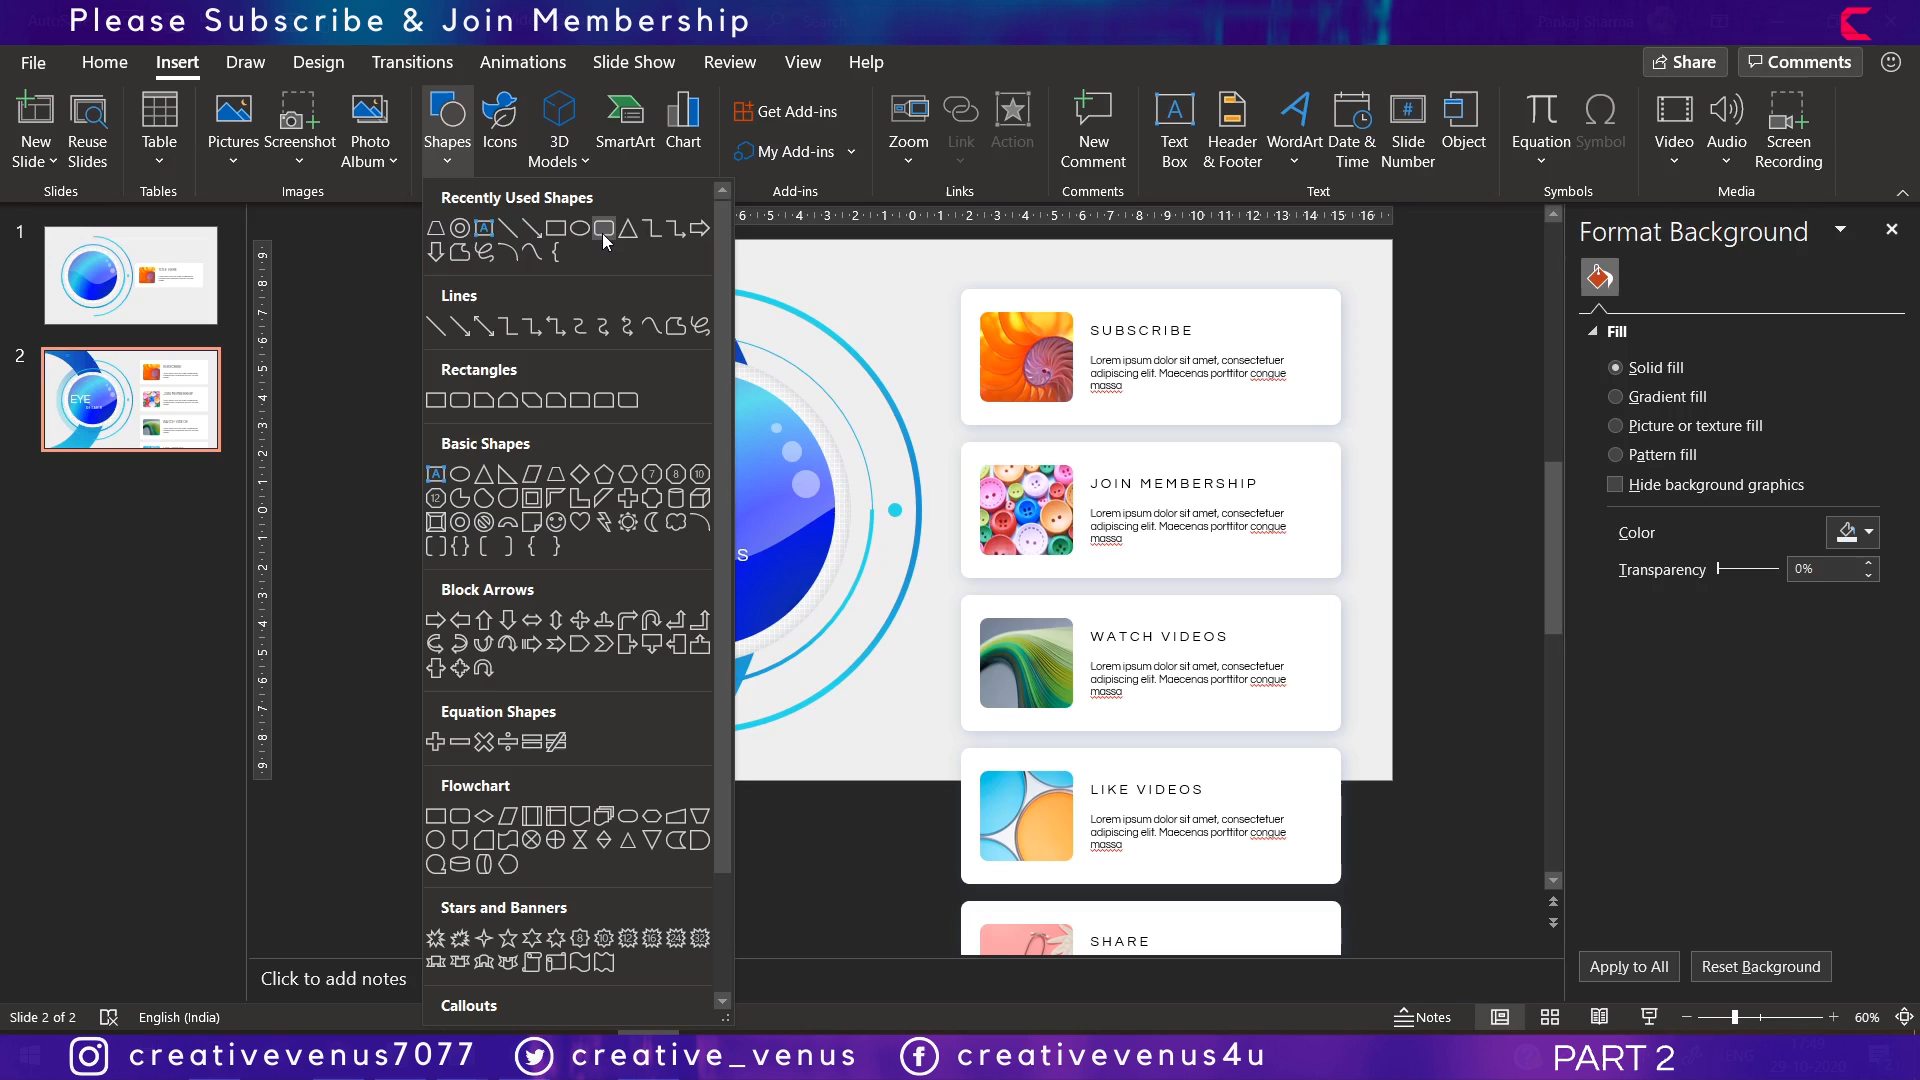 Please Subscribe & Join Membership
File Home Insert Draw Design Transitions Animations Slide Show Review View Help
Share Comments
New Slide
Reuse Slides
Table
Pictures
Screenshot
Photo Album
Shapes
Icons
3D Models
SmartArt
Chart
Get Add-ins
My Add-ins
Zoom
Link
Action
New Comment
Text Box
Header & Footer
WordArt
Date & Time
Slide Number
Object
Equation
Symbol
Video
Audio
Screen Recording
Slides Tables Images Add-ins Links Comments Text Symbols Media
Recently Used Shapes
Lines
Rectangles
Basic Shapes
Block Arrows
Equation Shapes
Flowchart
Stars and Banners
Callouts
1
2
EYE
S
SUBSCRIBE
Lorem ipsum dolor sit amet, consectetuer
adipiscing elit. Maecenas porttitor congue
massa
JOIN MEMBERSHIP
Lorem ipsum dolor sit amet, consectetuer
adipiscing elit. Maecenas porttitor congue
massa
WATCH VIDEOS
Lorem ipsum dolor sit amet, consectetuer
adipiscing elit. Maecenas porttitor congue
massa
LIKE VIDEOS
Lorem ipsum dolor sit amet, consectetuer
adipiscing elit. Maecenas porttitor congue
massa
SHARE
Format Background
Fill
Solid fill
Gradient fill
Picture or texture fill
Pattern fill
Hide background graphics
Color
Transparency 0%
Apply to All Reset Background
Click to add notes
Slide 2 of 2 English (India) Notes 60%
creativevenus7077 creative_venus creativevenus4u PART 2